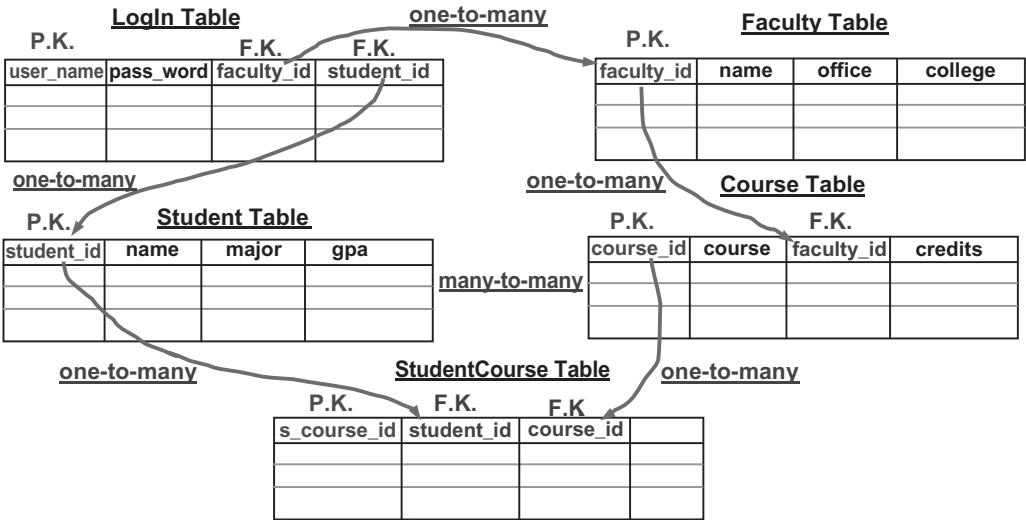 LogIn Table
one-to-many
Faculty Table
P.K. F.K. F.K.
user_name pass_word faculty_id student_id
P.K.
faculty_id name office college
one-to-many
one-to-many
Course Table
P.K. Student Table
student_id name major gpa
P.K. F.K.
course_id course faculty_id credits
many-to-many
one-to-many
StudentCourse Table
one-to-many
P.K. F.K. F.K
s_course_id student_id course_id